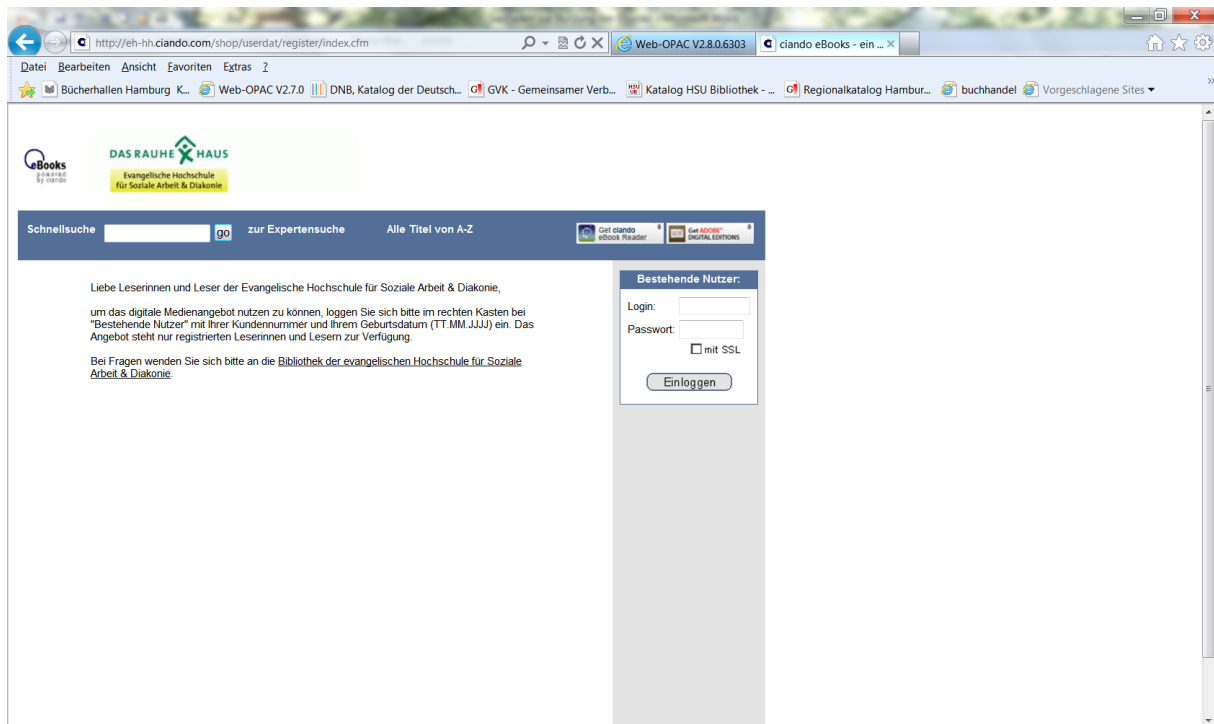 http://eh-hh.ciando.com/shop/userdat/register/index.cfm
Web-OPAC V2.8.0.6303
ciando eBooks - ein ...
Datei Bearbeiten Ansicht Favoriten Extras ?
Bücherhallen Hamburg K... Web-OPAC V2.7.0 DNB, Katalog der Deutsch... GVK - Gemeinsamer Verb... Katalog HSU Bibliothek - ... Regionalkatalog Hambur... buchhandel Vorgeschlagene Sites
eBooks
powered
by ciando
DAS RAUHE HAUS
Evangelische Hochschule
für Soziale Arbeit & Diakonie
Schnellsuche go zur Expertensuche Alle Titel von A-Z
Get ciando
eBook Reader
Get ADOBE®
DIGITAL EDITIONS
Liebe Leserinnen und Leser der Evangelische Hochschule für Soziale Arbeit & Diakonie,
um das digitale Medienangebot nutzen zu können, loggen Sie sich bitte im rechten Kasten bei
"Bestehende Nutzer" mit Ihrer Kundennummer und Ihrem Geburtsdatum (TT.MM.JJJJ) ein. Das
Angebot steht nur registrierten Leserinnen und Lesern zur Verfügung.
Bei Fragen wenden Sie sich bitte an die Bibliothek der evangelischen Hochschule für Soziale
Arbeit & Diakonie.
Bestehende Nutzer:
Login:
Passwort:
mit SSL
Einloggen